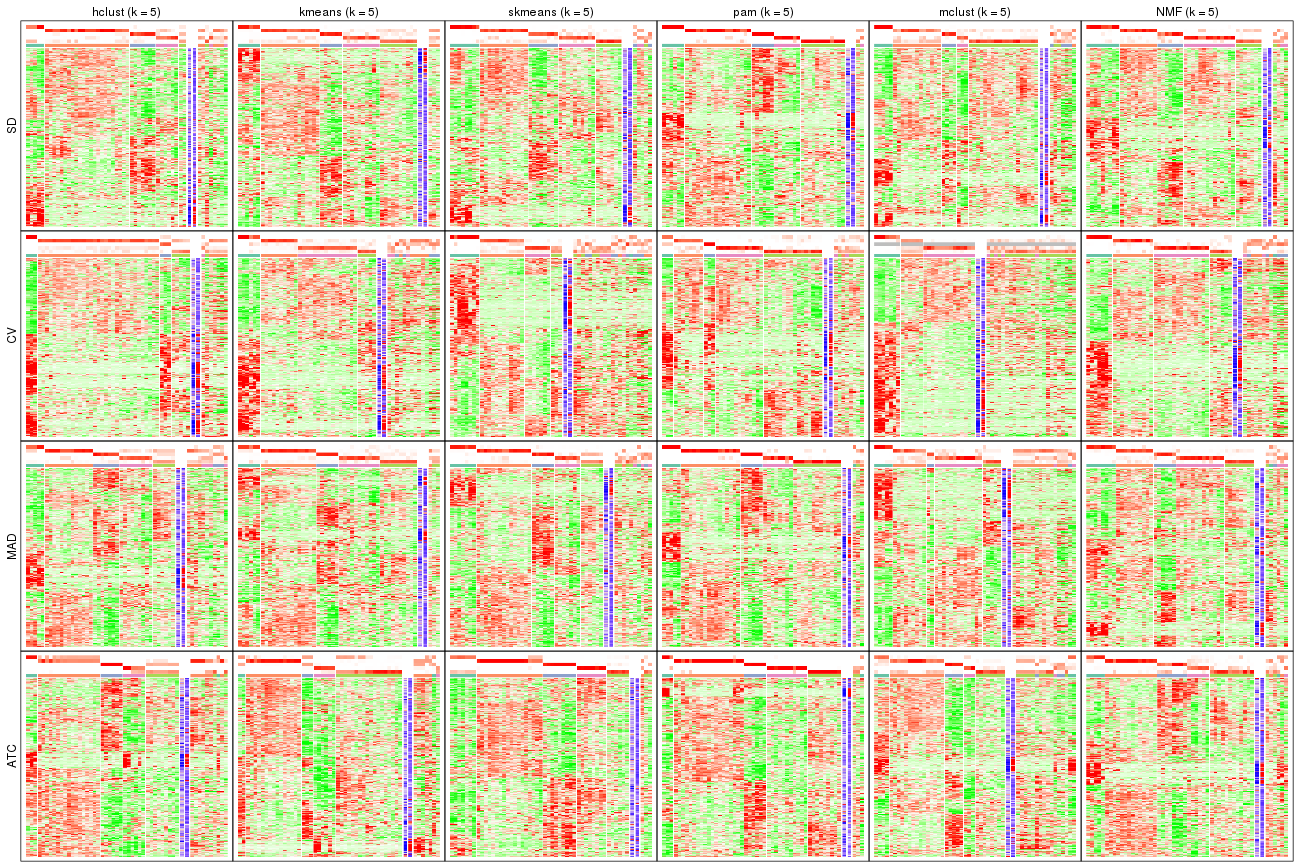 hclust (k = 5) kmeans (k = 5) skmeans (k = 5) pam (k = 5) mclust (k = 5) NMF (k = 5)
SD
CV
MAD
ATC